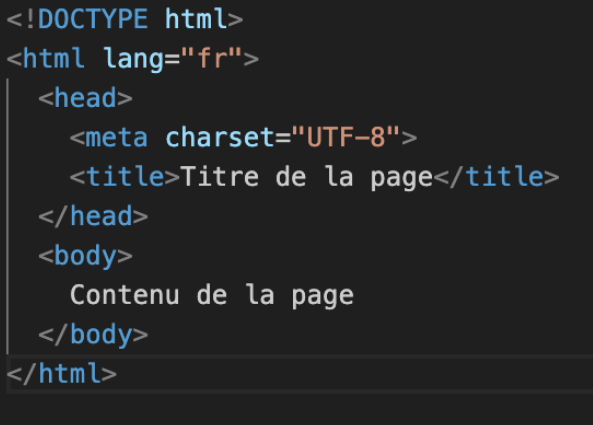 <!DOCTYPE html>
<html lang="fr">
  <head>
    <meta charset="UTF-8">
    <title>Titre de la page</title>
  </head>
  <body>
    Contenu de la page
  </body>
</html>